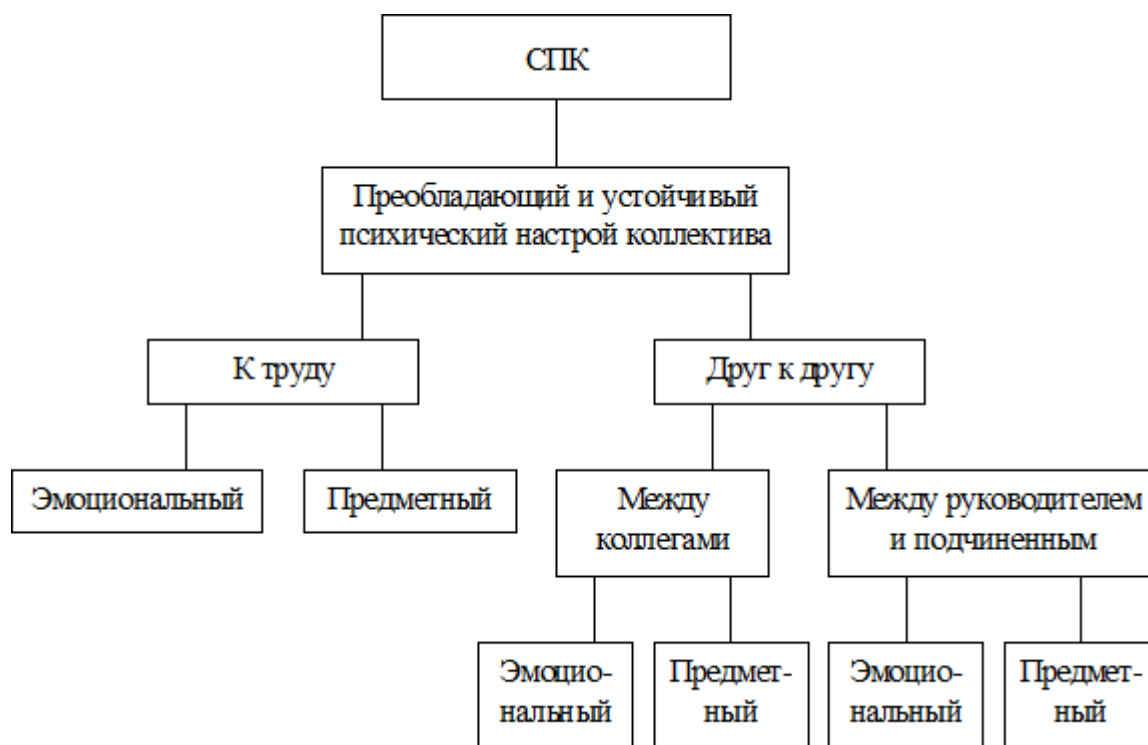 СПК
Преобладающий и устойчивый
психический настрой коллектива
К труду
Друг к другу
Эмоциональный
Предметный
Между
коллегами
Между руководителем
и подчиненным
Эмоцио-
нальный
Предмет-
ный
Эмоцио-
нальный
Предмет-
ный